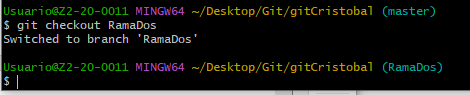 Usuario@Z2-20-0011 MINGW64 ~/Desktop/Git/gitCristobal (master)
$ git checkout RamaDos
Switched to branch 'RamaDos'
Usuario@Z2-20-0011 MINGW64 ~/Desktop/Git/gitCristobal (RamaDos)
$